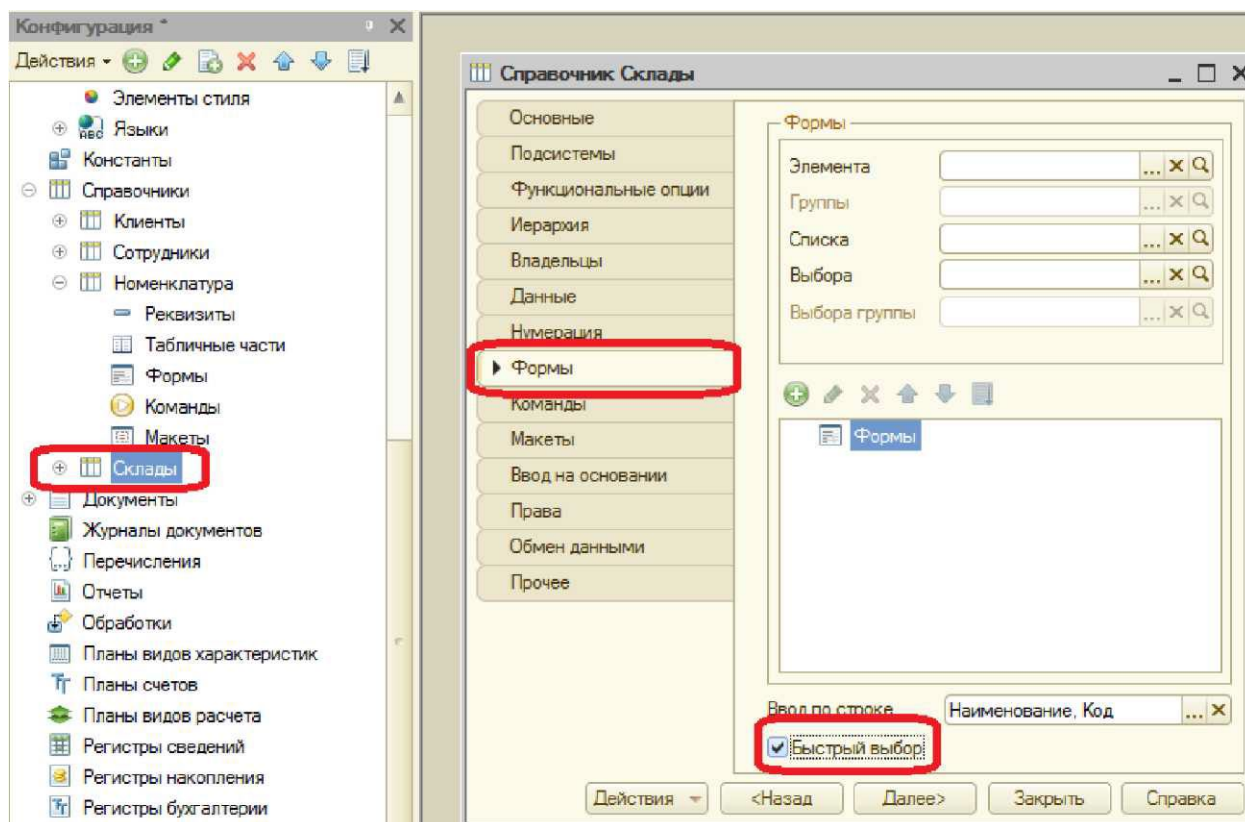 Конфигурация *
Действия
Элементы стиля
Языки
Константы
Справочники
Клиенты
Сотрудники
Номенклатура
Реквизиты
Табличные части
Формы
Команды
Макеты
Склады
Документы
Журналы документов
Перечисления
Отчеты
Обработки
Планы видов характеристик
Планы счетов
Планы видов расчета
Регистры сведений
Регистры накопления
Регистры бухгалтерии
Справочник Склады
Основные
Подсистемы
Функциональные опции
Иерархия
Владельцы
Данные
Нумерация
Формы
Команды
Макеты
Ввод на основании
Права
Обмен данными
Прочее
Формы
Элемента
Группы
Списка
Выбора
Выбора группы
Формы
Ввод по строке Наименование, Код
Быстрый выбор
Действия <Назад Далее> Закрыть Справка